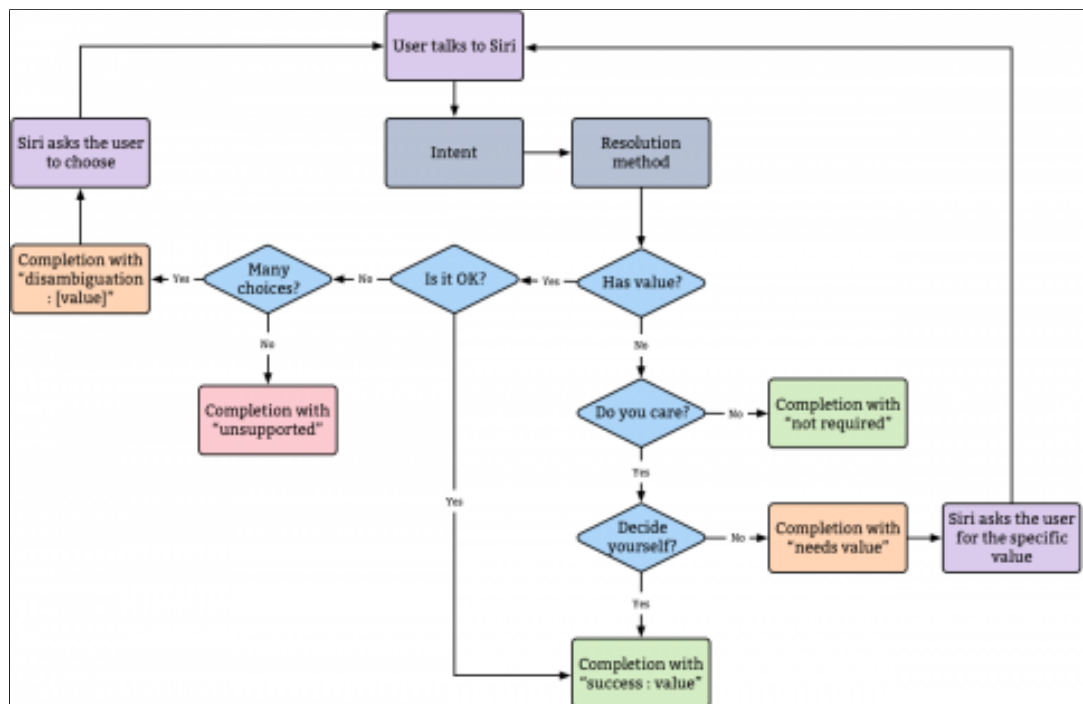 User talks to Siri
Siri asks the user
to choose
Intent
Resolution
method
Completion with
“disambiguation
: [value]”
Yes
Many
choices?
No
Is it OK?
Yes
Has value?
No
No
Completion with
“unsupported”
Do you care?
No
Completion with
“not required”
Yes
Yes
Decide
yourself?
No
Completion with
“needs value”
Siri asks the user
for the specific
value
Yes
Completion with
“success : value”